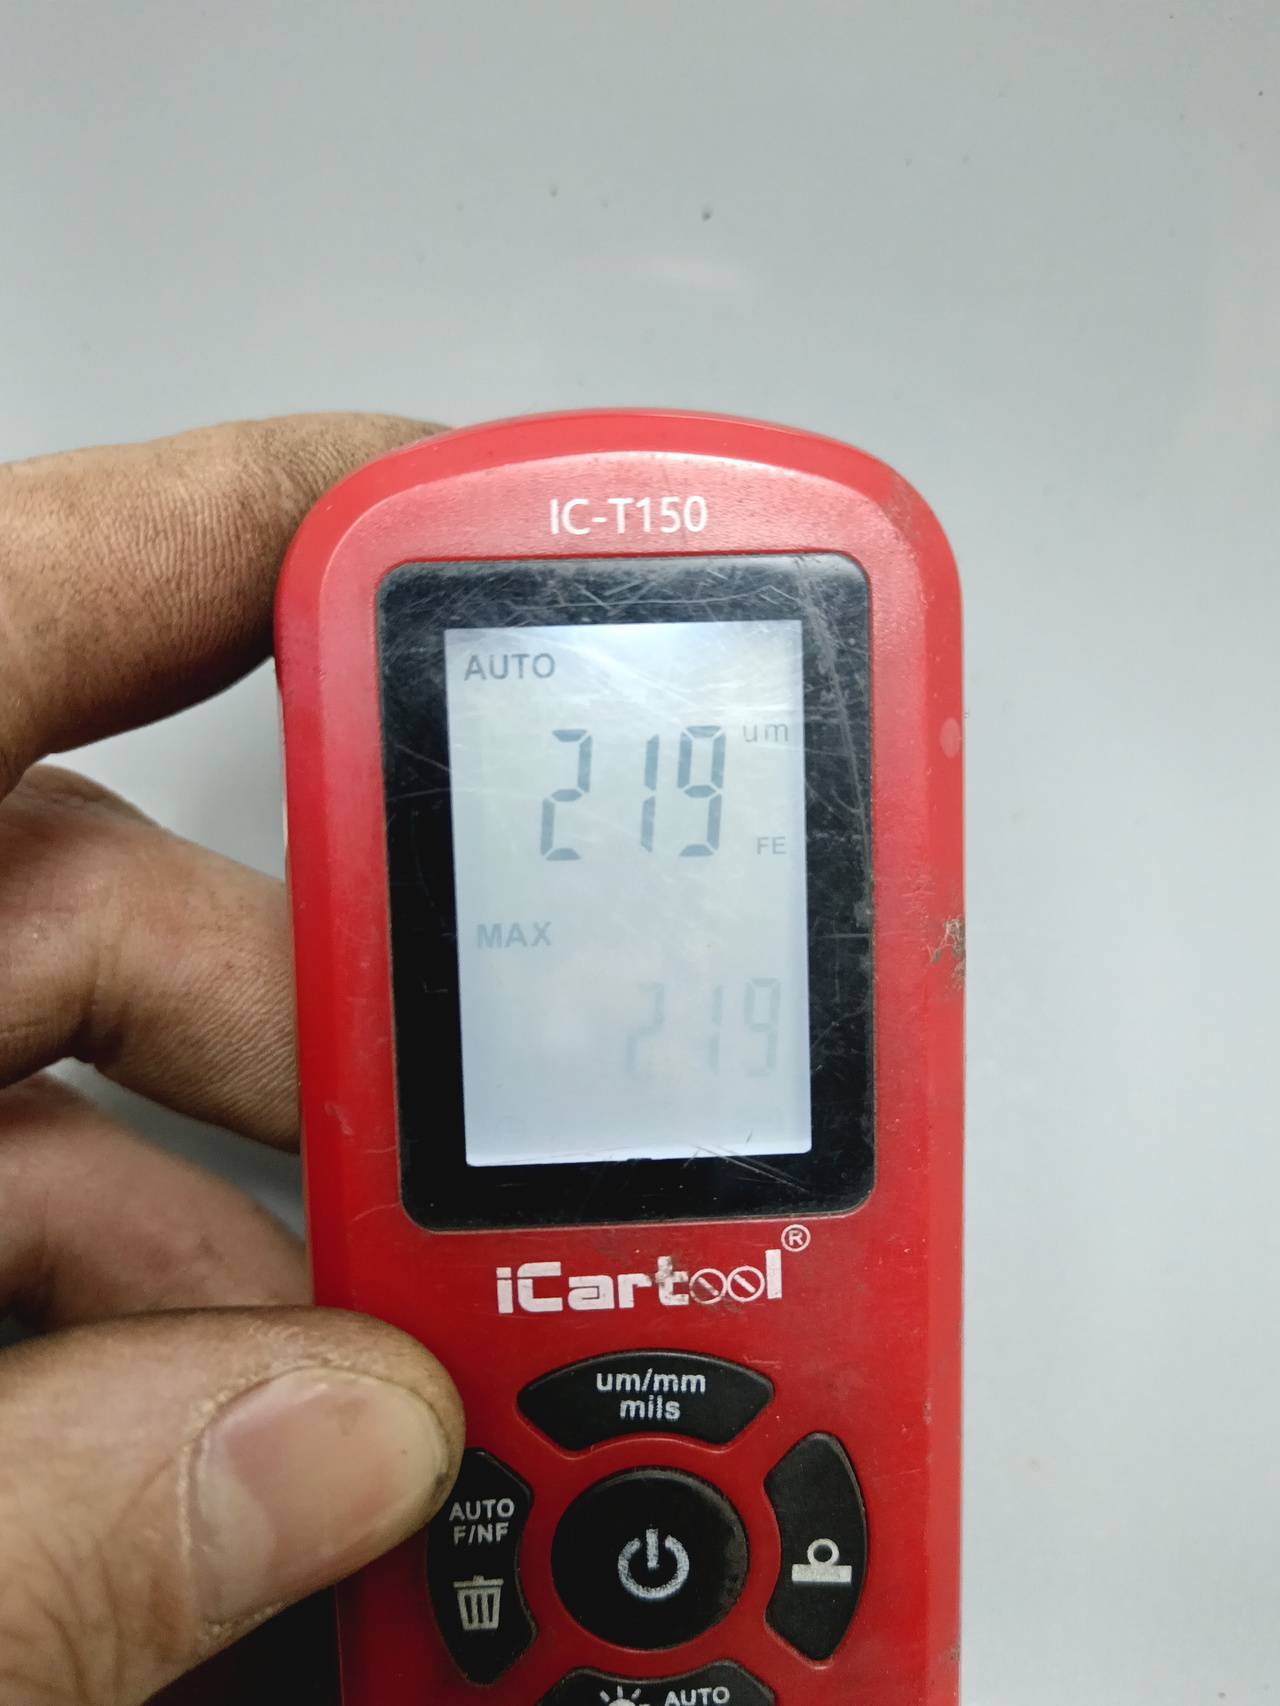 IC-T150
AUTO
219 um
FE
MAX
219
iCartool®
um/mm
mils
AUTO
F/NF
AUTO